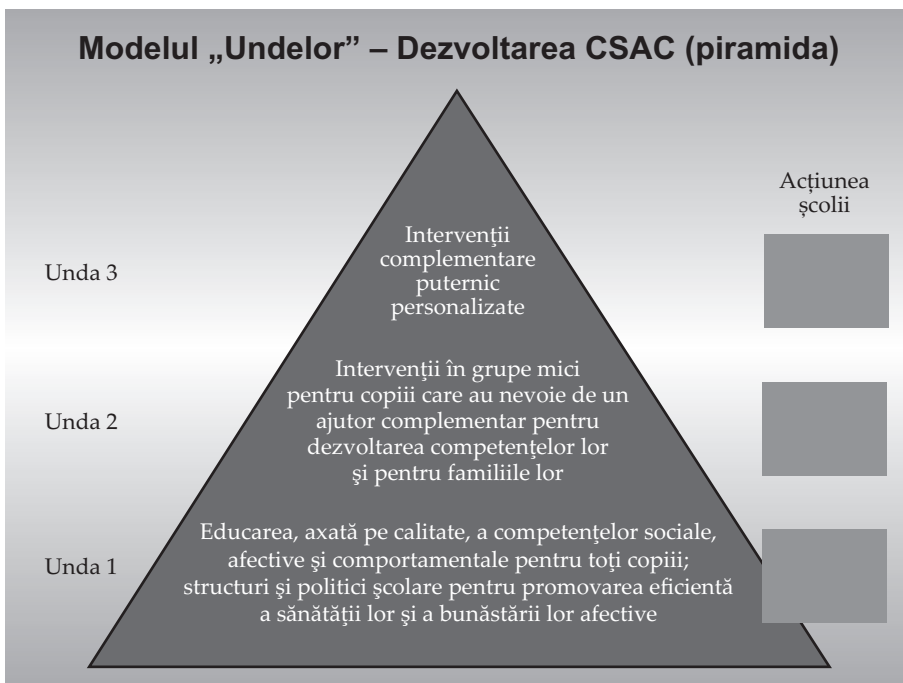 Modelul „Undelor” – Dezvoltarea CSAC (piramida)
Acțiunea
școlii
Unda 3
Intervenţii
complementare
puternic
personalizate
Unda 2
Intervenţii în grupe mici
pentru copiii care au nevoie de un
ajutor complementar pentru
dezvoltarea competenţelor lor
şi pentru familiile lor
Unda 1
Educarea, axată pe calitate, a competenţelor sociale,
afective şi comportamentale pentru toţi copiii;
structuri şi politici şcolare pentru promovarea eficientă
a sănătăţii lor şi a bunăstării lor afective